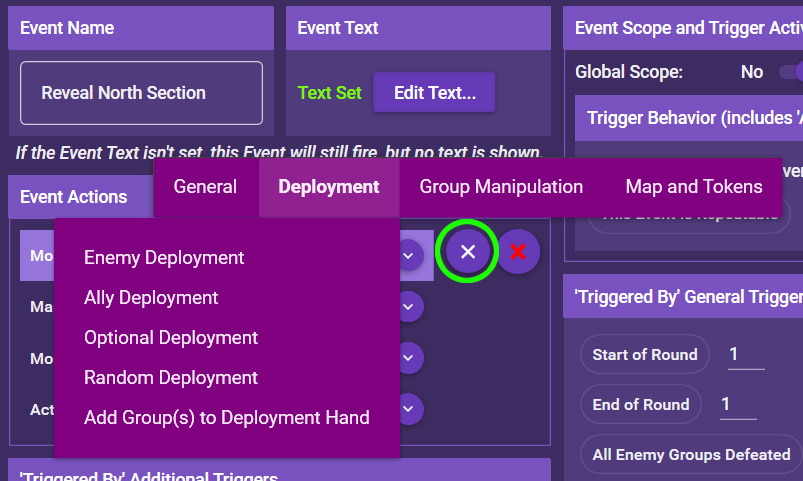 Event Name
Event Text
Event Scope and Trigger Activ
Reveal North Section
Text Set
Edit Text...
Global Scope:
No
Trigger Behavior (includes 'A
If the Event Text isn't set, this Event will still fire, but no text is shown.
Event Actions
General
Deployment
Group Manipulation
Map and Tokens
This Event is Repeatable
Mo
Ma
Mo
Act
Enemy Deployment
Ally Deployment
Optional Deployment
Random Deployment
Add Group(s) to Deployment Hand
'Triggered By' General Trigger
Start of Round
1
End of Round
1
All Enemy Groups Defeated
'Triggered By' Additional Triggers